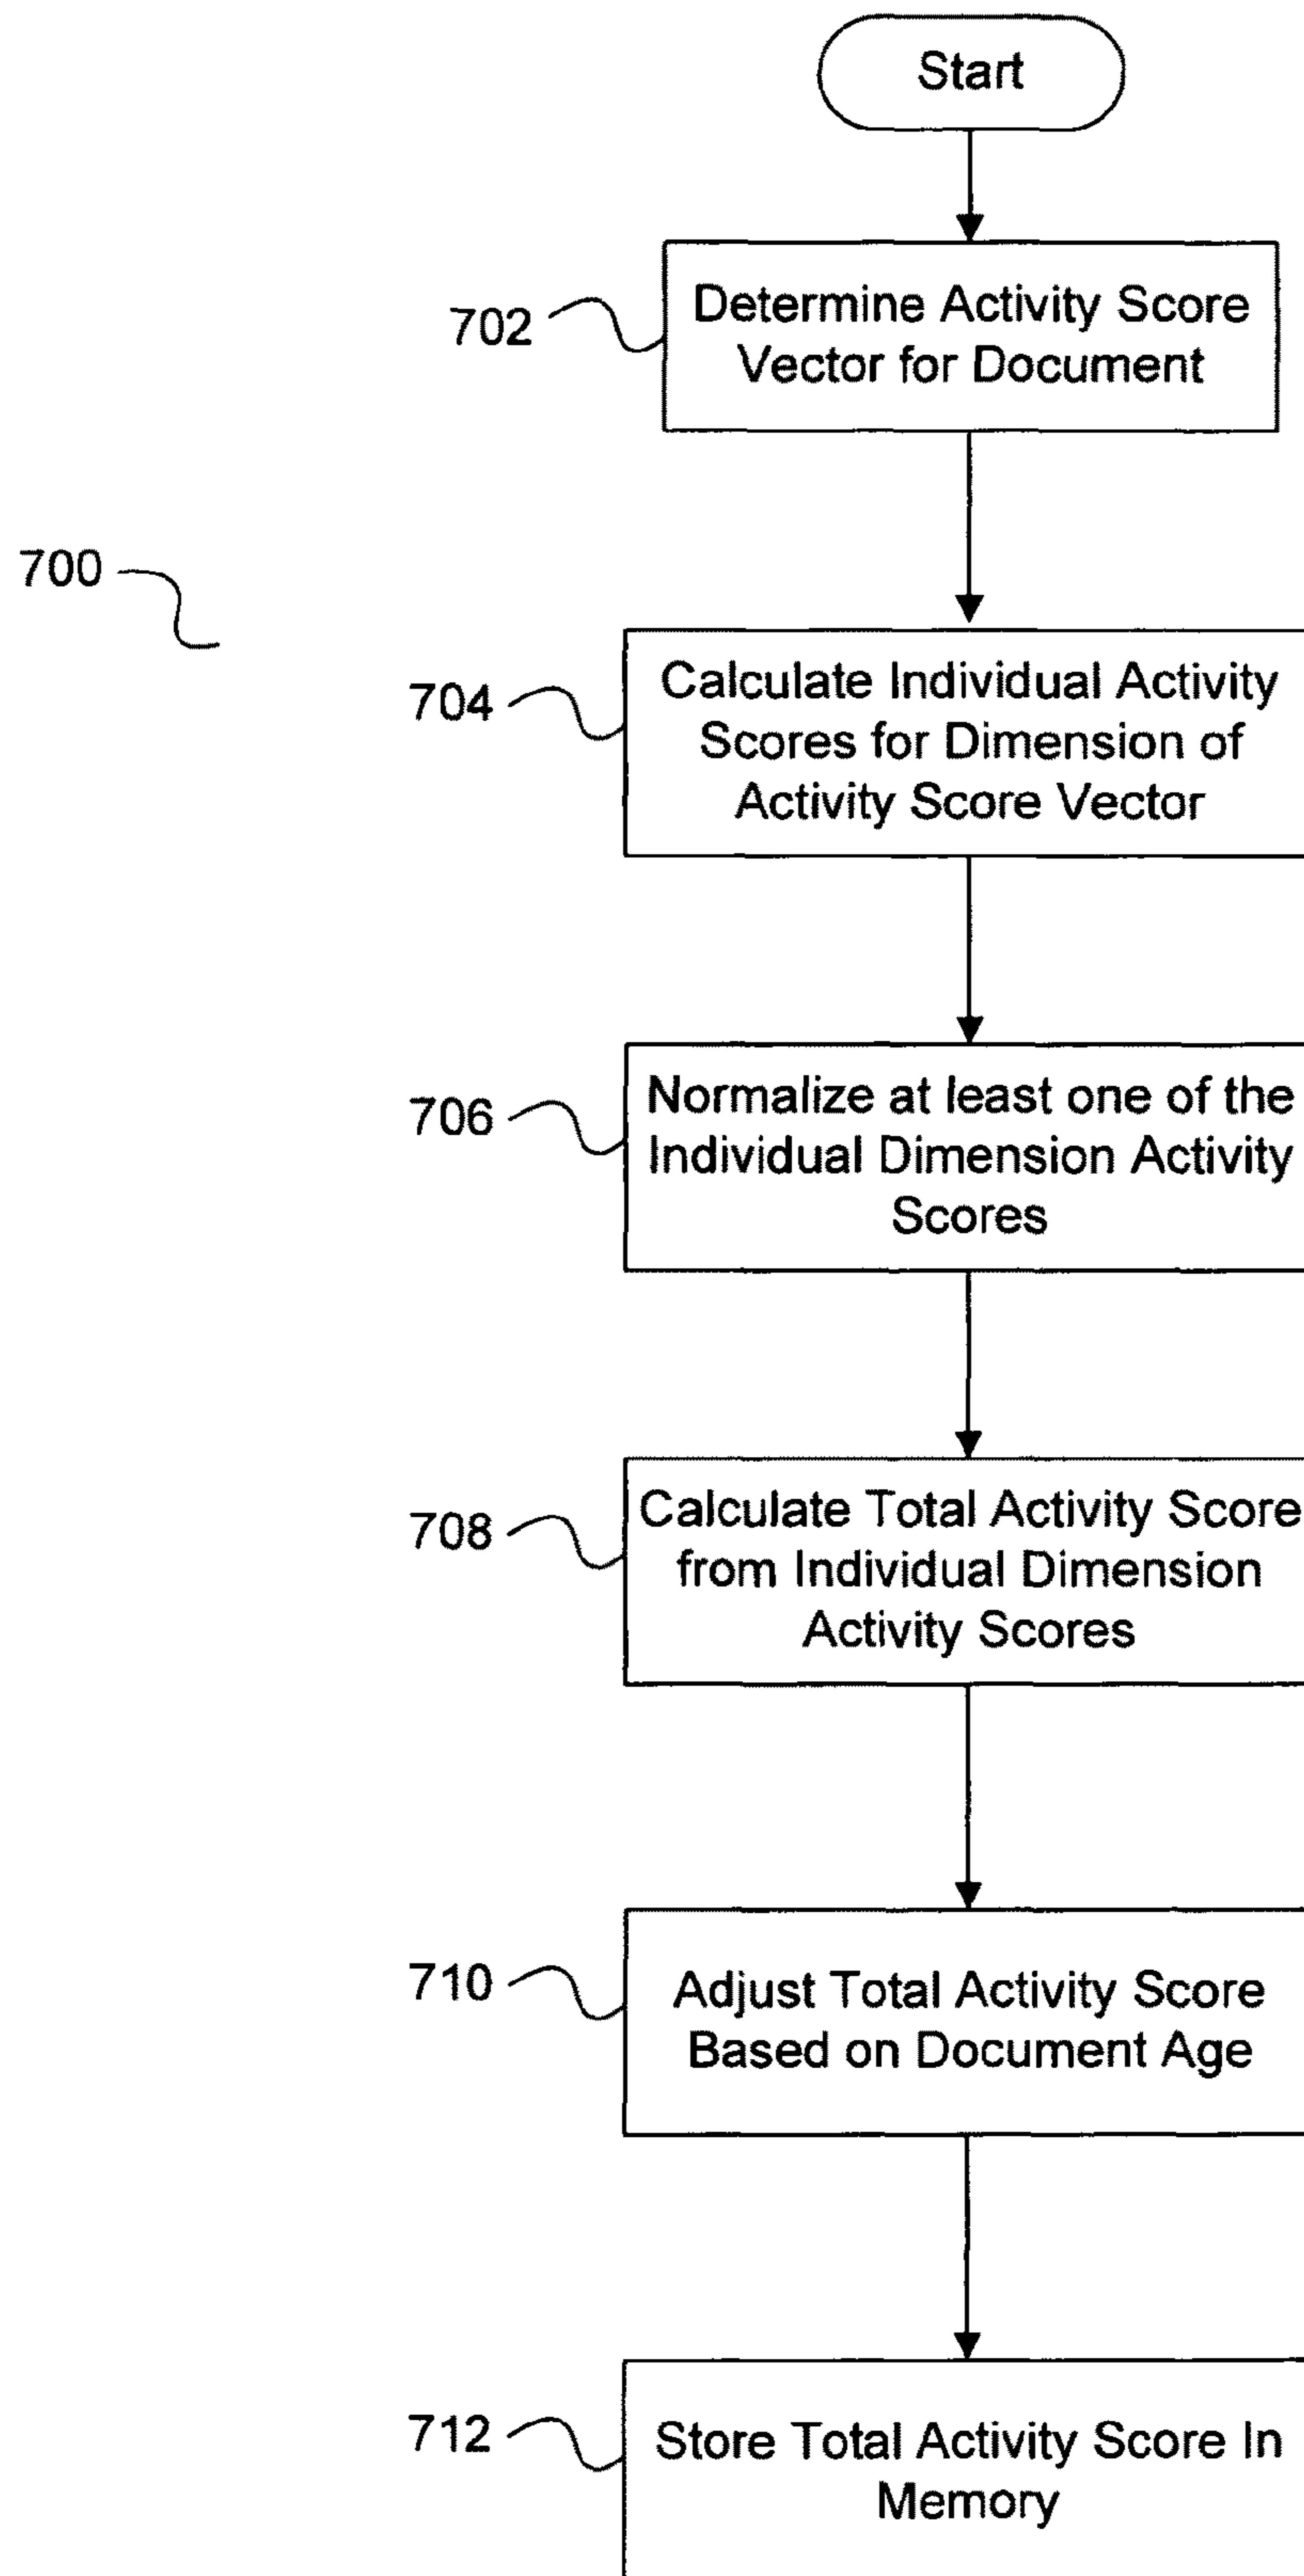 Start
702
Determine Activity Score
Vector for Document
700
704
Calculate Individual Activity
Scores for Dimension of
Activity Score Vector
706
Normalize at least one of the
Individual Dimension Activity
Scores
708
Calculate Total Activity Score
from Individual Dimension
Activity Scores
710
Adjust Total Activity Score
Based on Document Age
712
Store Total Activity Score In
Memory